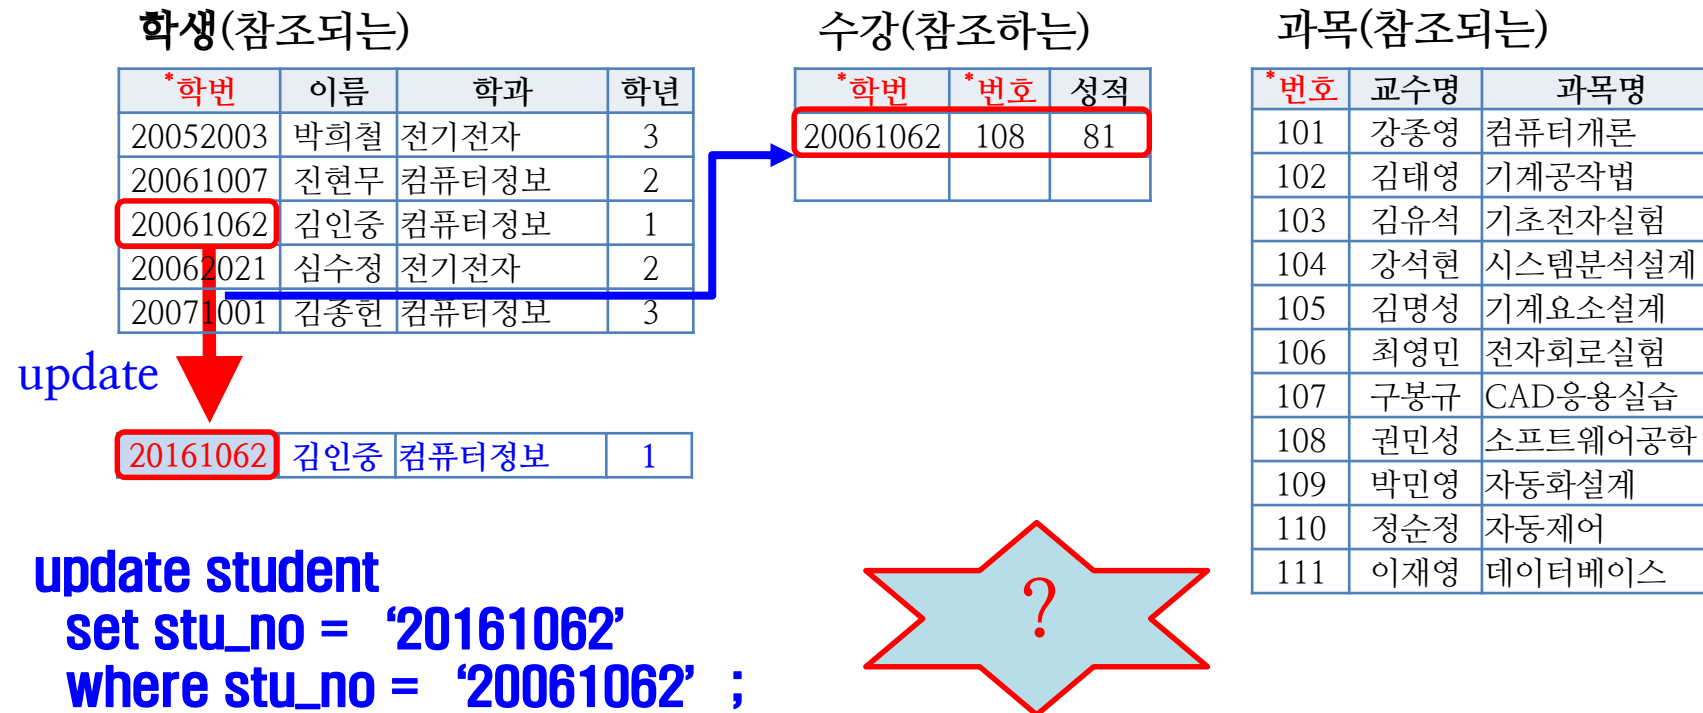 학생(참조되는)
*학번 이름 학과 학년
20052003 박희철 전기전자 3
20061007 진현무 컴퓨터정보 2
20061062 김인중 컴퓨터정보 1
20062021 심수정 전기전자 2
20071001 김종헌 컴퓨터정보 3
update
20161062 김인중 컴퓨터정보 1
update student
set stu_no = ‘20161062’
where stu_no = ‘20061062’ ;
수강(참조하는)
*학번 *번호 성적
20061062 108 81
?
과목(참조되는)
*번호 교수명 과목명
101 강종영 컴퓨터개론
102 김태영 기계공작법
103 김유석 기초전자실험
104 강석현 시스템분석설계
105 김명성 기계요소설계
106 최영민 전자회로실험
107 구봉규 CAD응용실습
108 권민성 소프트웨어공학
109 박민영 자동화설계
110 정순정 자동제어
111 이재영 데이터베이스